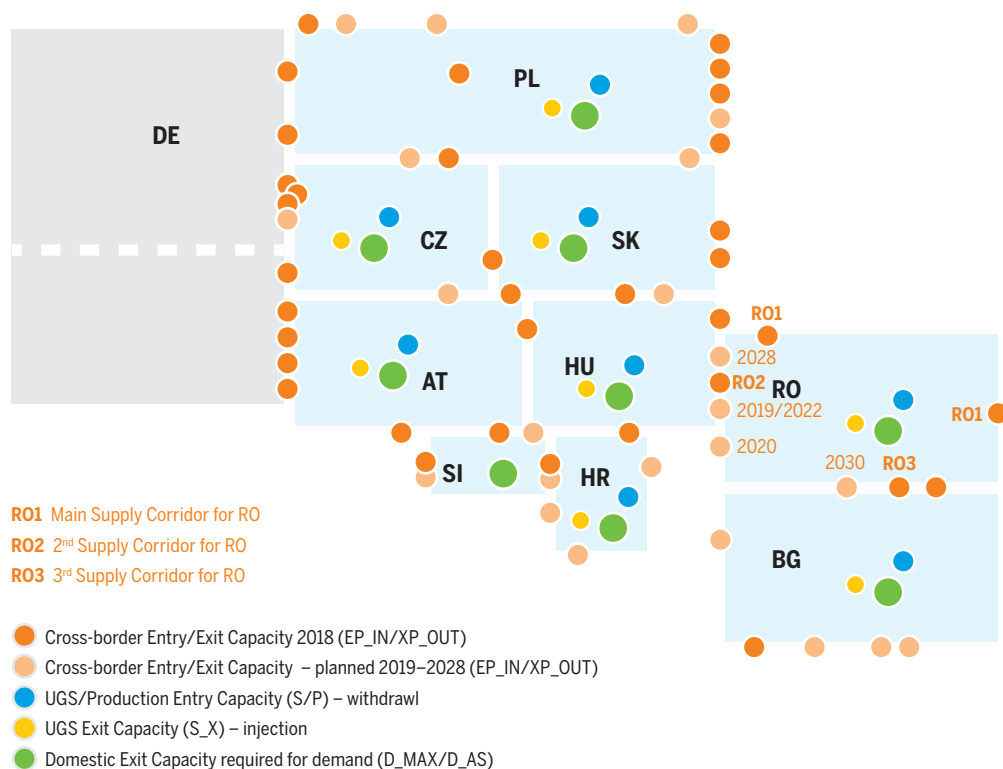 PL
DE
CZ
SK
RO1
AT
HU
2028
RO2
RO
2019/2022
RO1
2020
SI
HR
2030
RO3
RO1 Main Supply Corridor for RO
RO2 2nd Supply Corridor for RO
RO3 3rd Supply Corridor for RO
BG
Cross-border Entry/Exit Capacity 2018 (EP_IN/XP_OUT)
Cross-border Entry/Exit Capacity – planned 2019–2028 (EP_IN/XP_OUT)
UGS/Production Entry Capacity (S/P) – withdrawl
UGS Exit Capacity (S_X) – injection
Domestic Exit Capacity required for demand (D_MAX/D_AS)